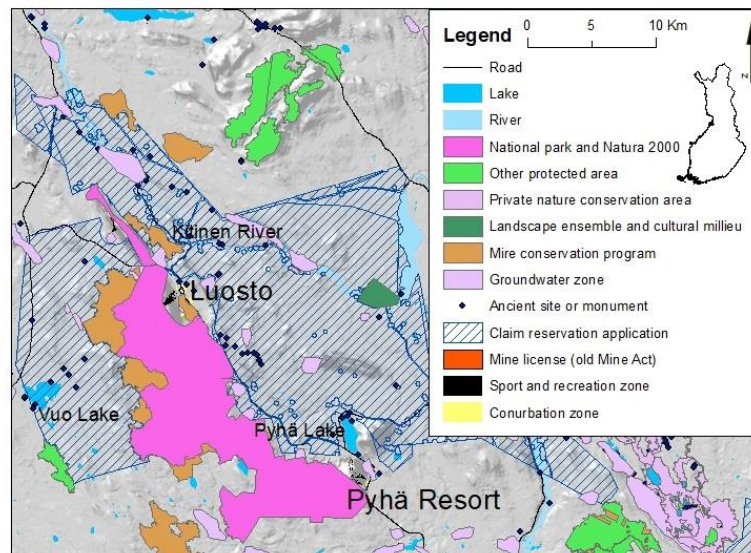 Legend
0 5 10 Km
Road
Lake
River
National park and Natura 2000
Other protected area
Private nature conservation area
Landscape ensemble and cultural millieu
Mire conservation program
Groundwater zone
Ancient site or monument
Claim reservation application
Mine license (old Mine Act)
Sport and recreation zone
Conurbation zone
N
Kitinen River
Luosto
Vuo Lake
Pyhä Lake
Pyhä Resort